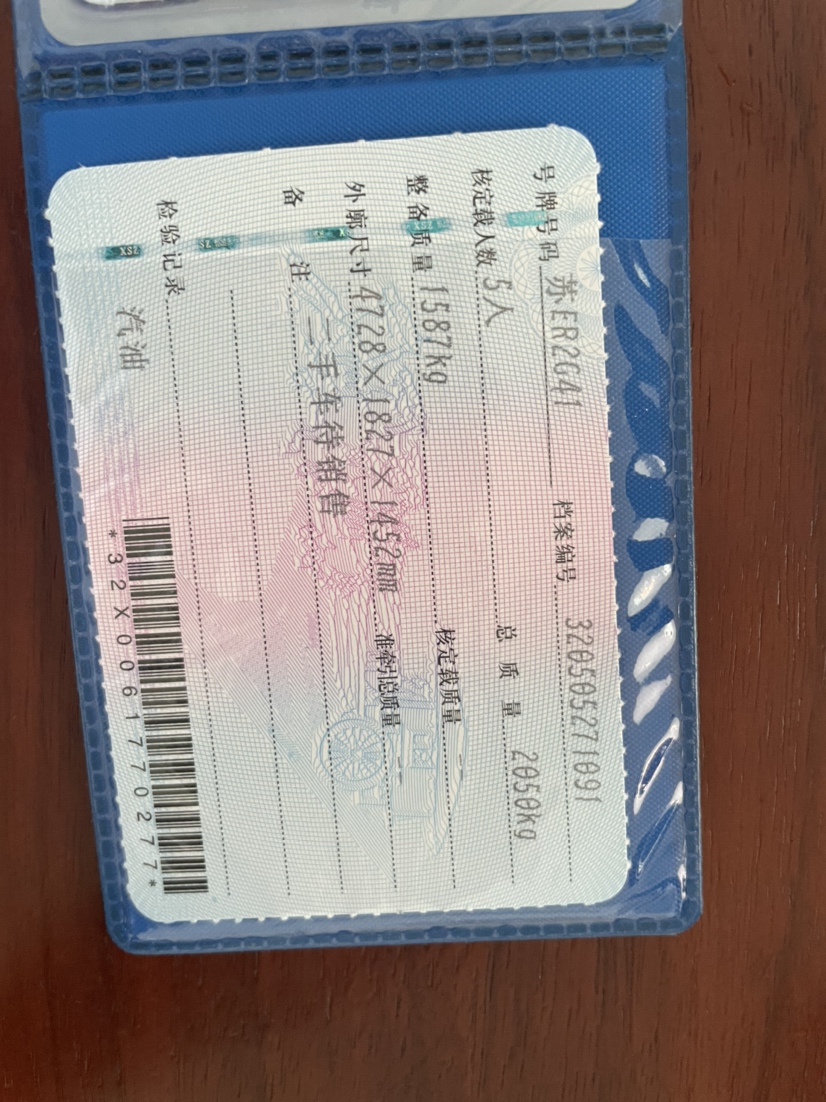 号牌号码 苏ER2G41 档案编号 320505271091
核定载人数 5人 总质量 2050kg
整备质量 1587kg 核定载质量 --
外廓尺寸 4728×1827×1452mm 准牵引总质量 --
备注 二手车待销售
检验记录
汽油
*32X0061770277*